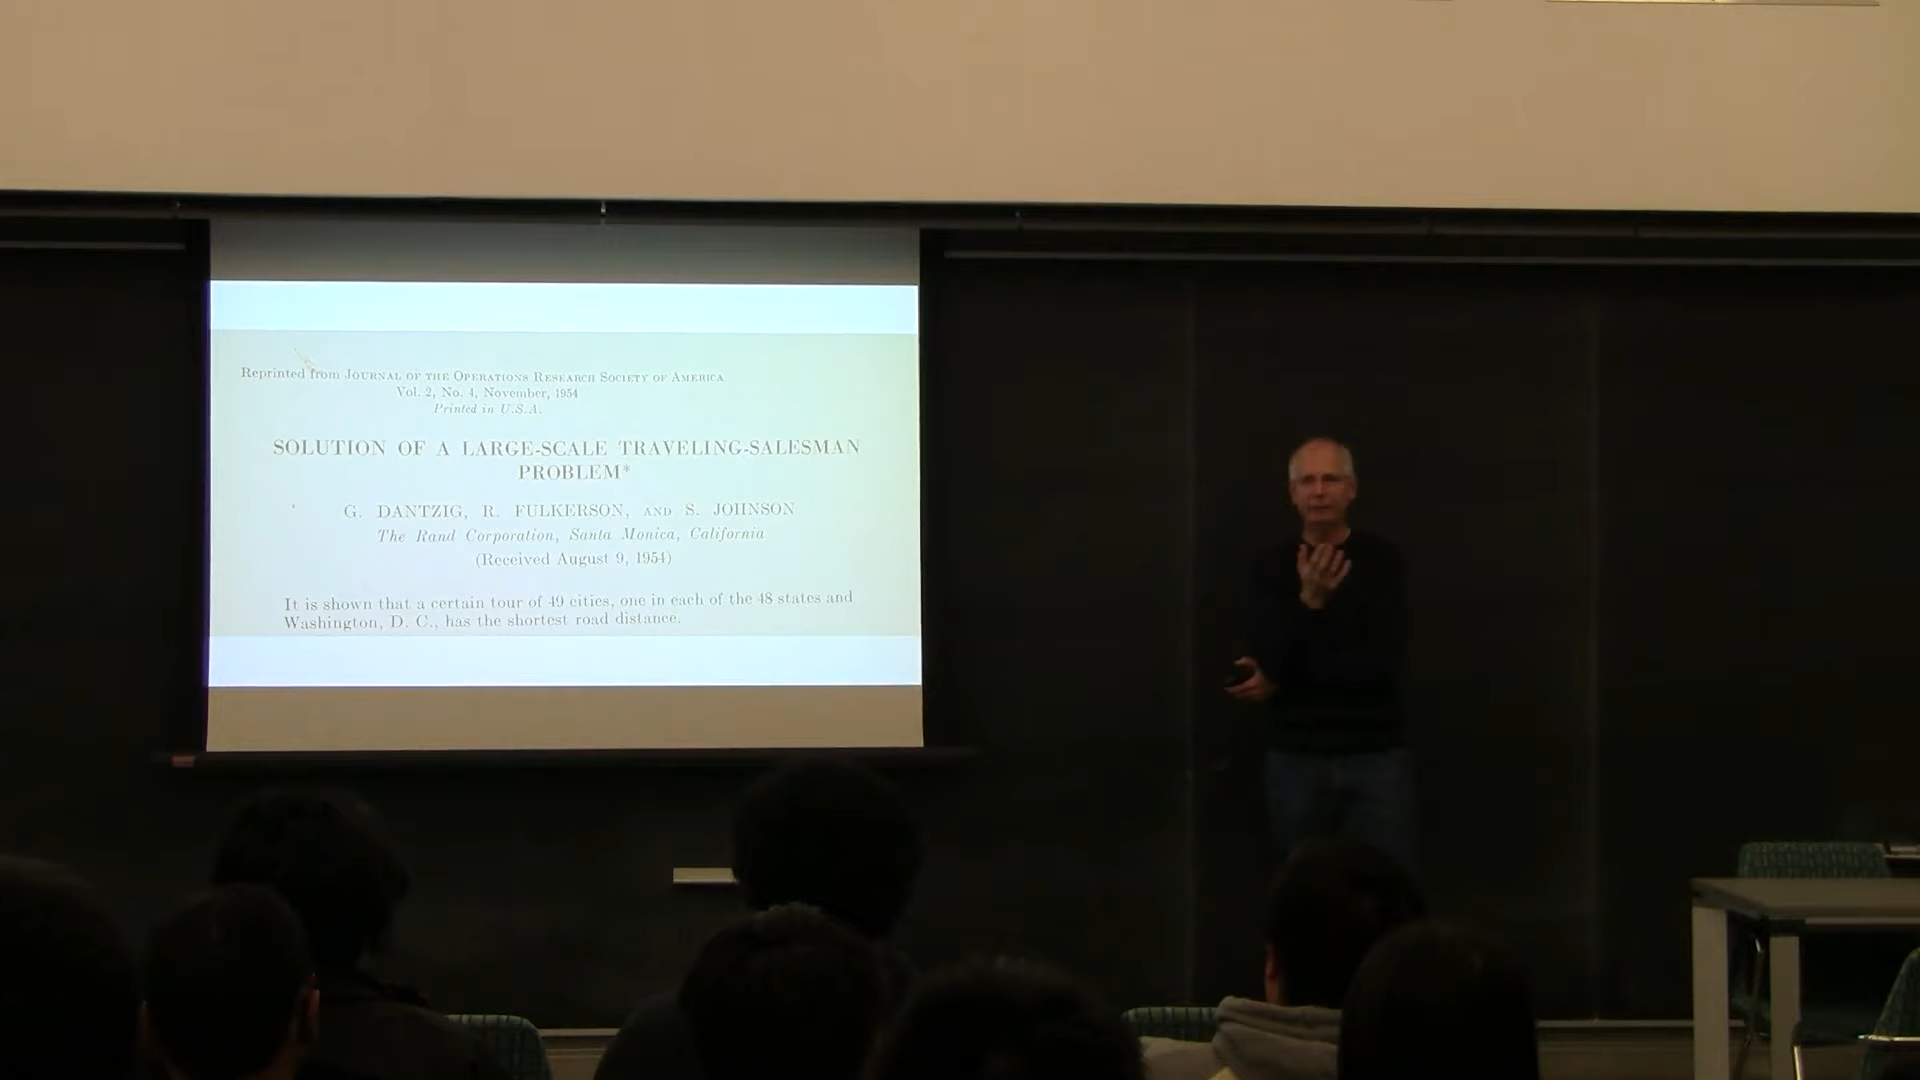 Reprinted from JOURNAL OF THE OPERATIONS RESEARCH SOCIETY OF AMERICA
Vol. 2, No. 4, November, 1954
Printed in U.S.A.
SOLUTION OF A LARGE-SCALE TRAVELING-SALESMAN
PROBLEM*
G. DANTZIG, R. FULKERSON, AND S. JOHNSON
The Rand Corporation, Santa Monica, California
(Received August 9, 1954)
It is shown that a certain tour of 49 cities, one in each of the 48 states and
Washington, D. C., has the shortest road distance.